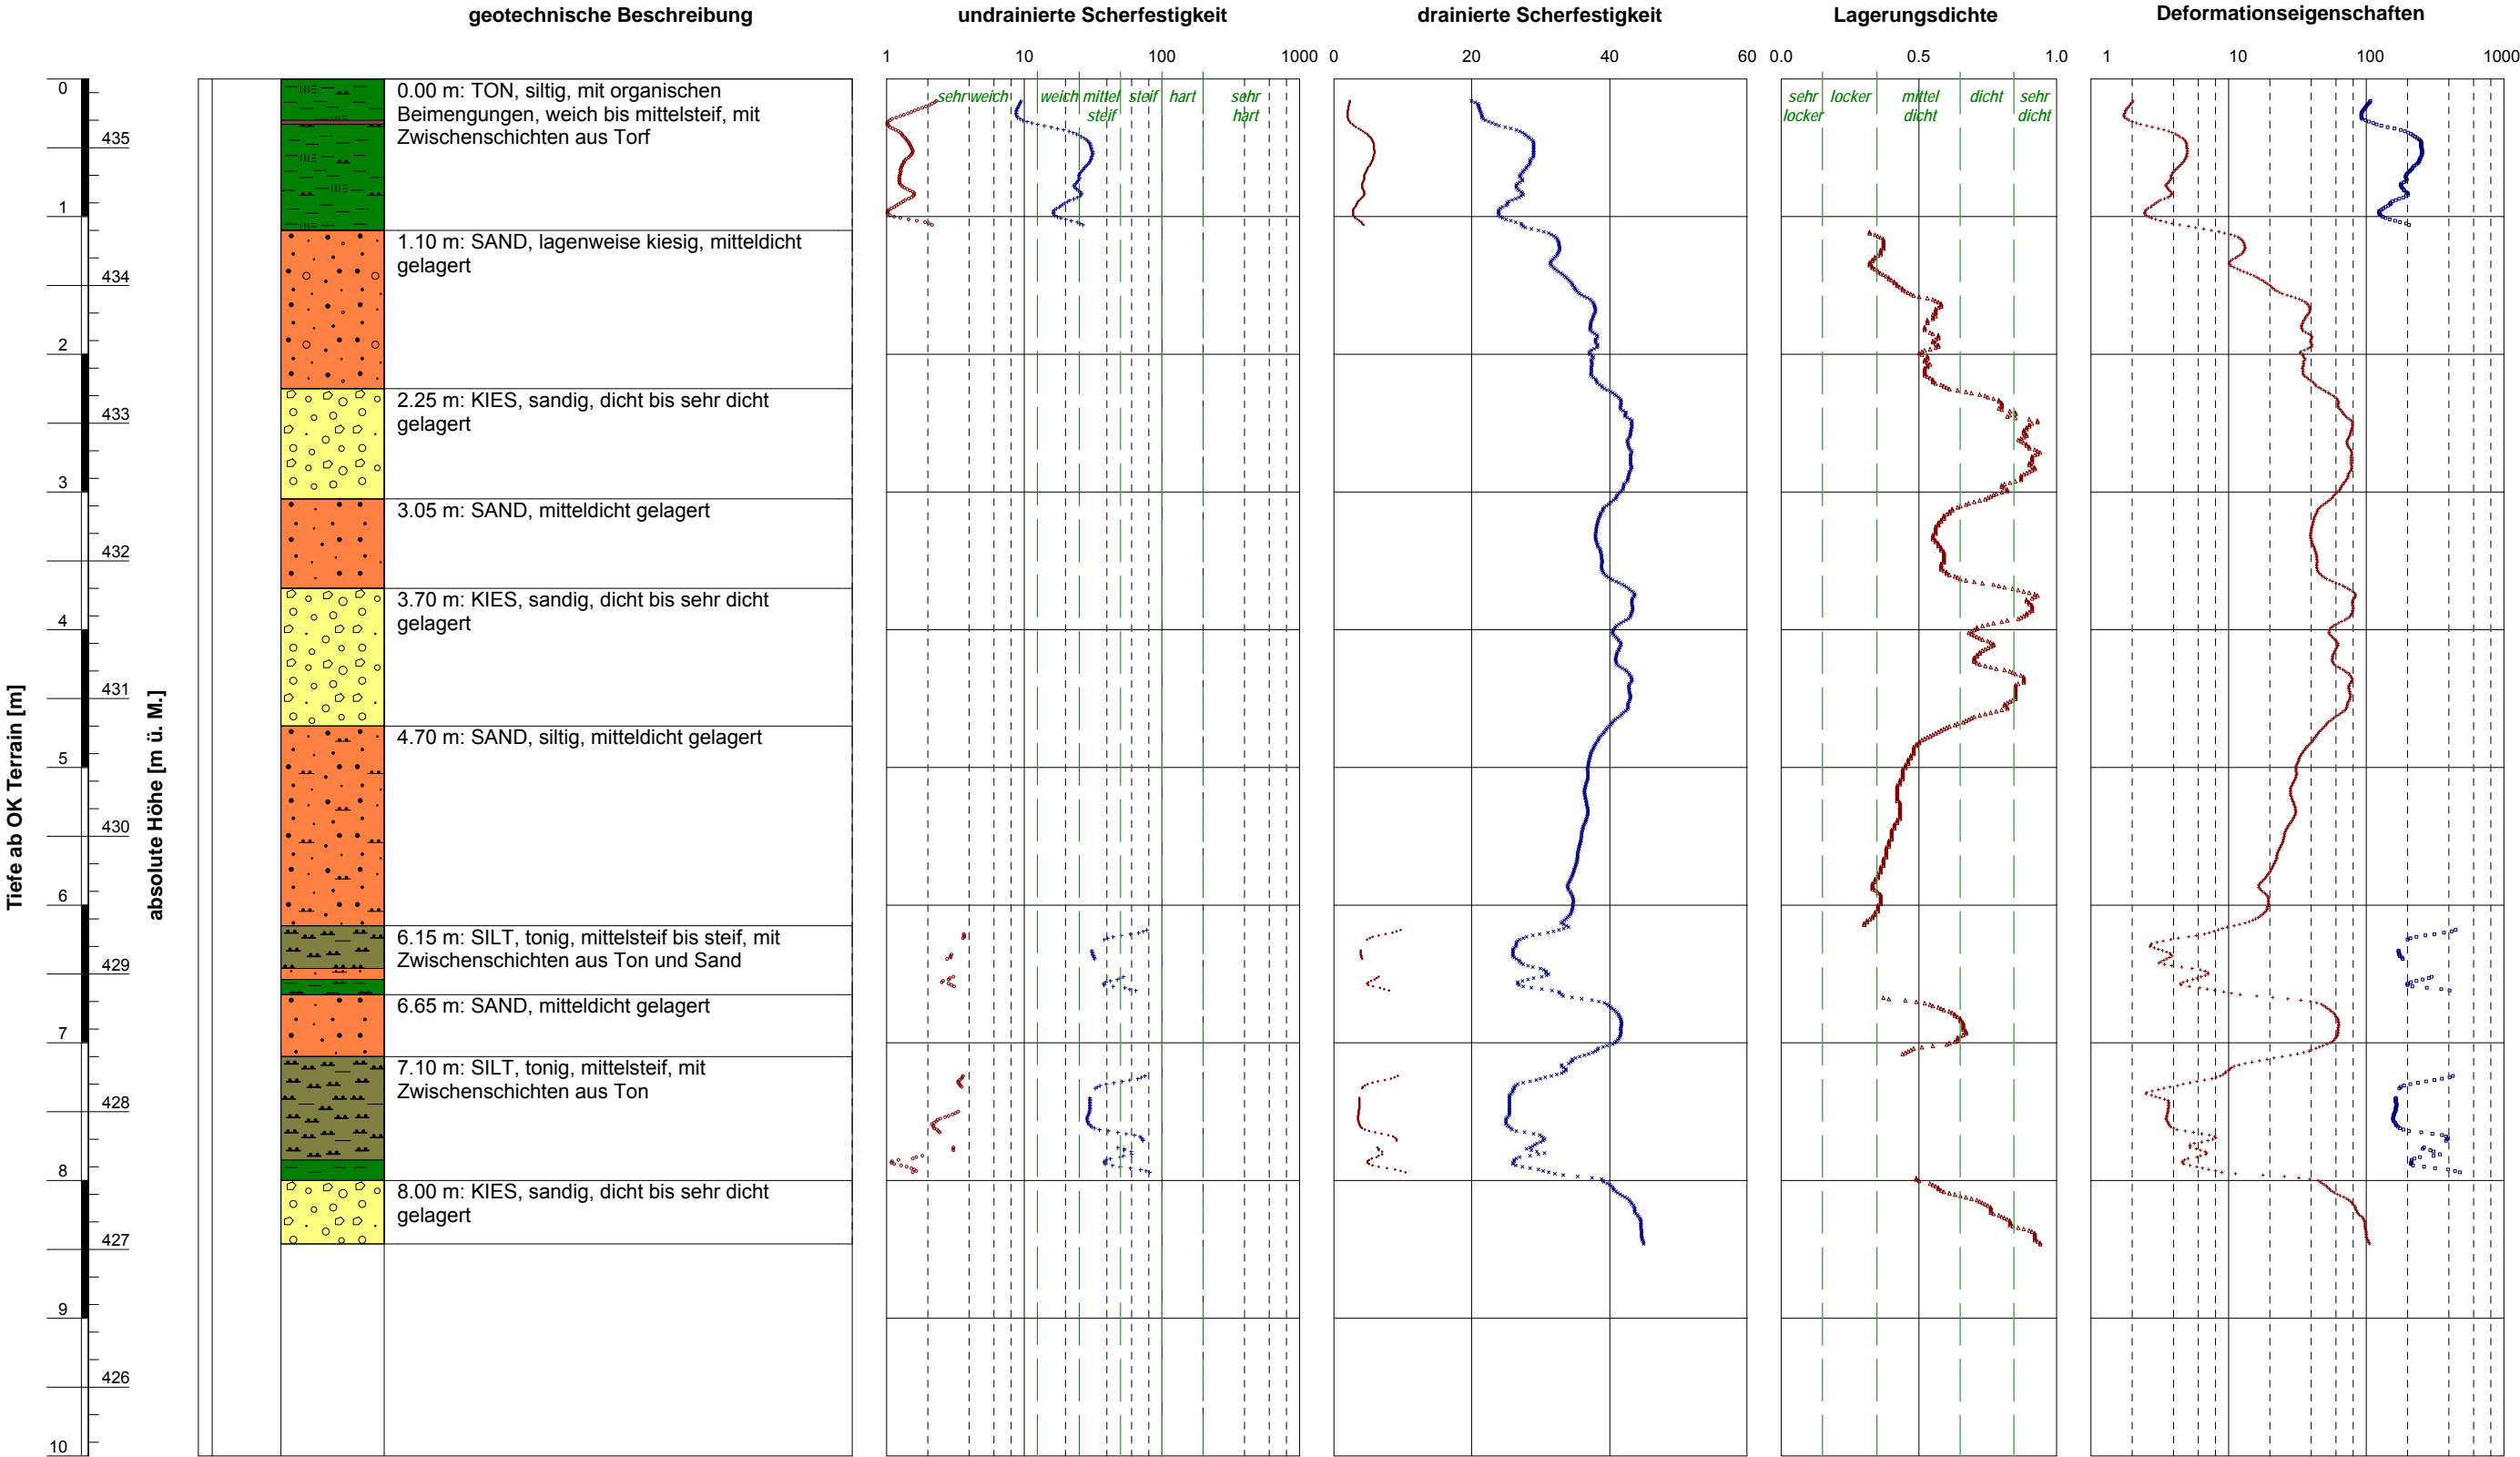 geotechnische Beschreibung
undrainierte Scherfestigkeit
drainierte Scherfestigkeit
Lagerungsdichte
Deformationseigenschaften
1 10 100 1000
0 20 40 60
0.0 0.5 1.0
1 10 100 1000
sehr weich
weich
mittel
steif
steif
hart
sehr
hart
sehr
locker
locker
mittel
dicht
dicht
sehr
dicht
Tiefe ab OK Terrain [m]
0
1
2
3
4
5
6
7
8
9
10
absolute Höhe [m ü. M.]
435
434
433
432
431
430
429
428
427
426
0.00 m: TON, siltig, mit organischen
Beimengungen, weich bis mittelsteif, mit
Zwischenschichten aus Torf
1.10 m: SAND, lagenweise kiesig, mitteldicht
gelagert
2.25 m: KIES, sandig, dicht bis sehr dicht
gelagert
3.05 m: SAND, mitteldicht gelagert
3.70 m: KIES, sandig, dicht bis sehr dicht
gelagert
4.70 m: SAND, siltig, mitteldicht gelagert
6.15 m: SILT, tonig, mittelsteif bis steif, mit
Zwischenschichten aus Ton und Sand
6.65 m: SAND, mitteldicht gelagert
7.10 m: SILT, tonig, mittelsteif, mit
Zwischenschichten aus Ton
8.00 m: KIES, sandig, dicht bis sehr dicht
gelagert